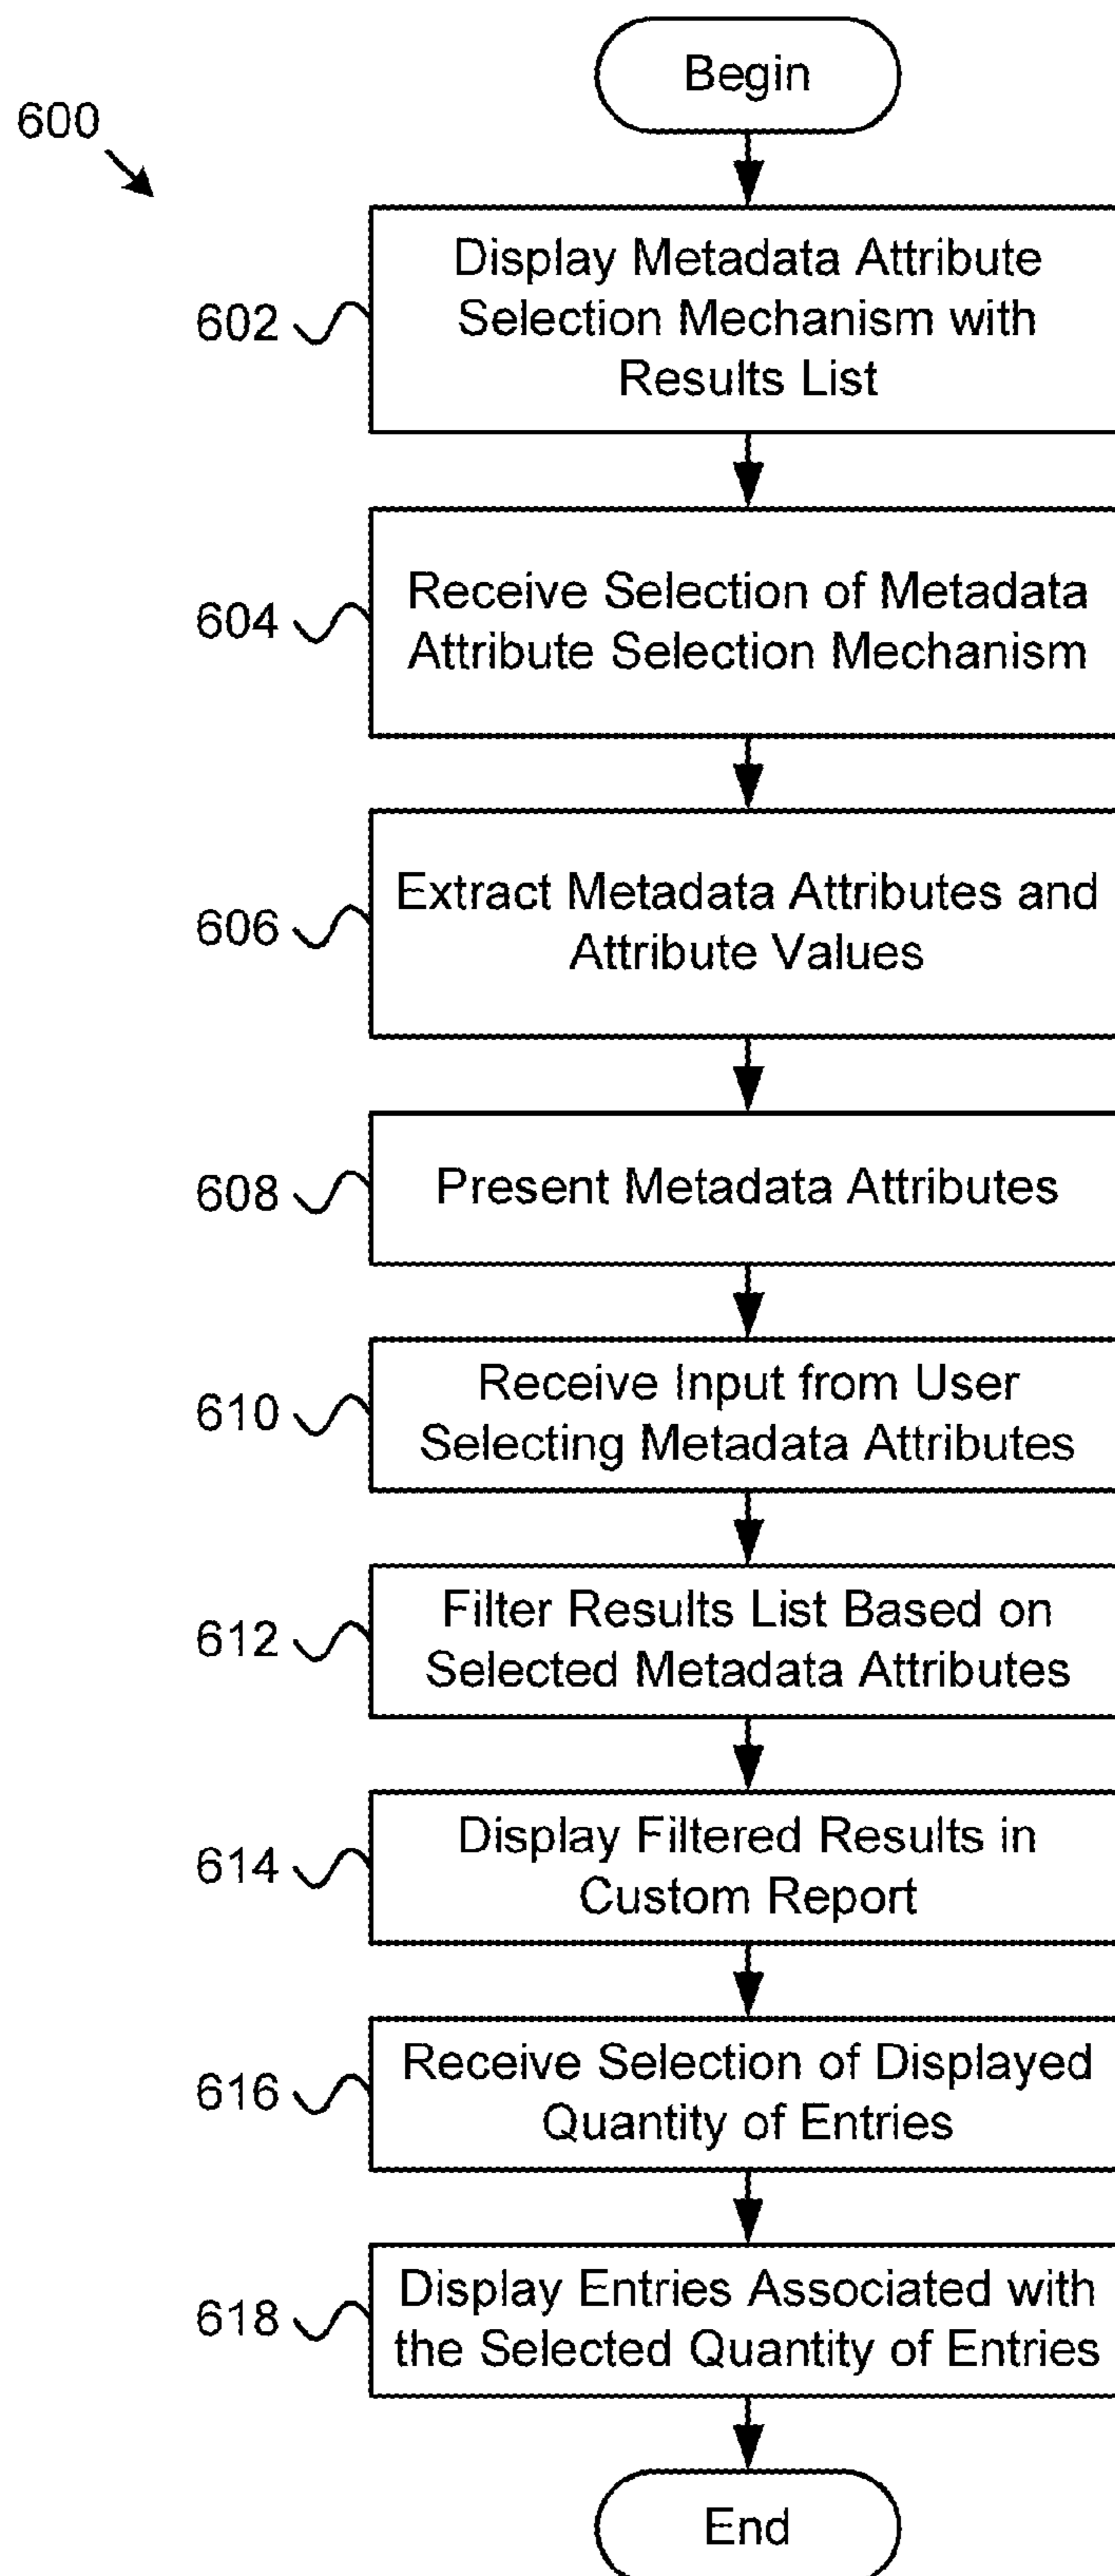 Begin
600
Display Metadata Attribute
Selection Mechanism with
Results List
602
Receive Selection of Metadata
Attribute Selection Mechanism
604
Extract Metadata Attributes and
Attribute Values
606
Present Metadata Attributes
608
Receive Input from User
Selecting Metadata Attributes
610
Filter Results List Based on
Selected Metadata Attributes
612
Display Filtered Results in
Custom Report
614
Receive Selection of Displayed
Quantity of Entries
616
Display Entries Associated with
the Selected Quantity of Entries
618
End